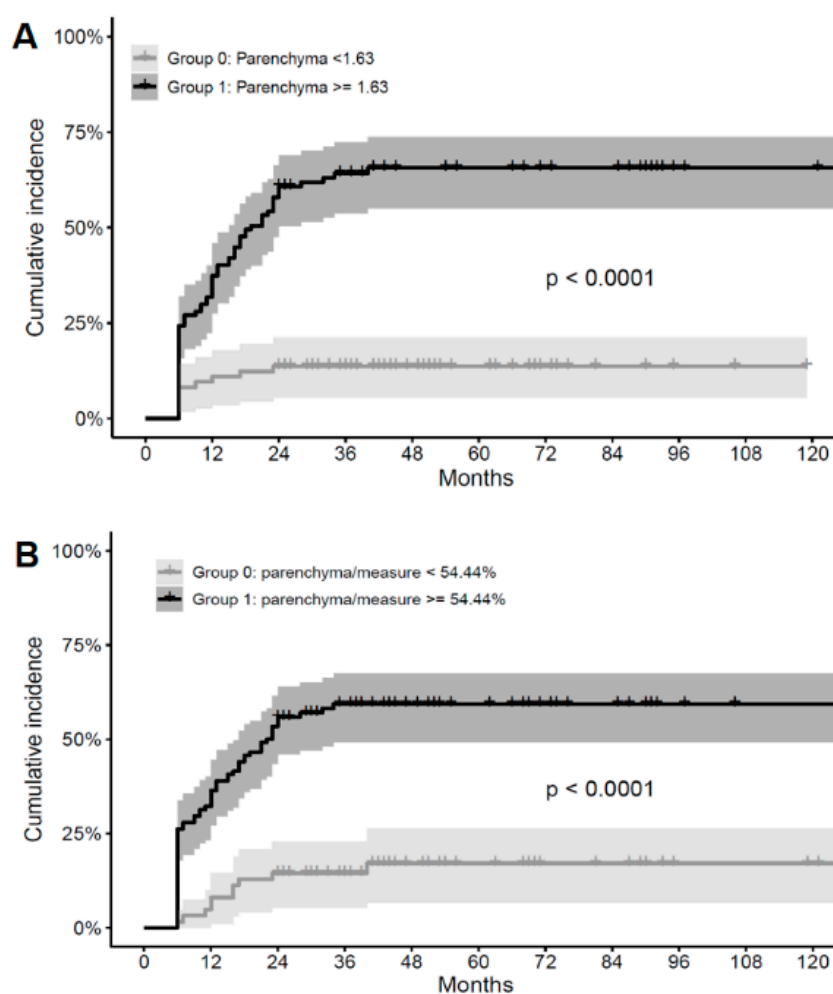 A
100%
Group 0: Parenchyma <1.63
Group 1: Parenchyma >= 1.63
75%
50%
25%
0%
Cumulative incidence
p < 0.0001
0 12 24 36 48 60 72 84 96 108 120
Months
B
100%
Group 0: parenchyma/measure < 54.44%
Group 1: parenchyma/measure >= 54.44%
75%
50%
25%
0%
Cumulative incidence
p < 0.0001
0 12 24 36 48 60 72 84 96 108 120
Months